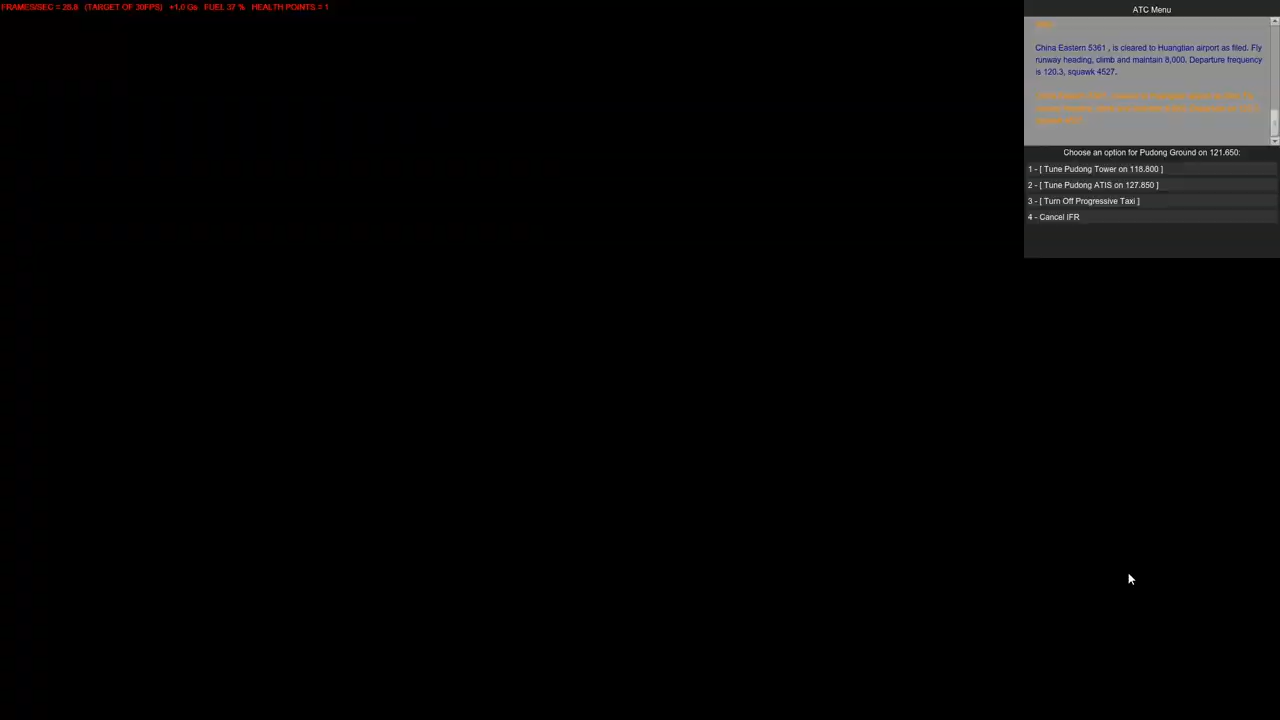 FRAMES/SEC = 25.8 (TARGET OF 30FPS) +1.0 Gs FUEL 37 % HEALTH POINTS = 1
ATC Menu
China Eastern 5361 , is cleared to Huangtian airport as filed. Fly
runway heading, climb and maintain 8,000. Departure frequency
is 120.3, squawk 4527.
Choose an option for Pudong Ground on 121.650:
1 - [ Tune Pudong Tower on 118.800 ]
2 - [ Tune Pudong ATIS on 127.850 ]
3 - [ Turn Off Progressive Taxi ]
4 - Cancel IFR